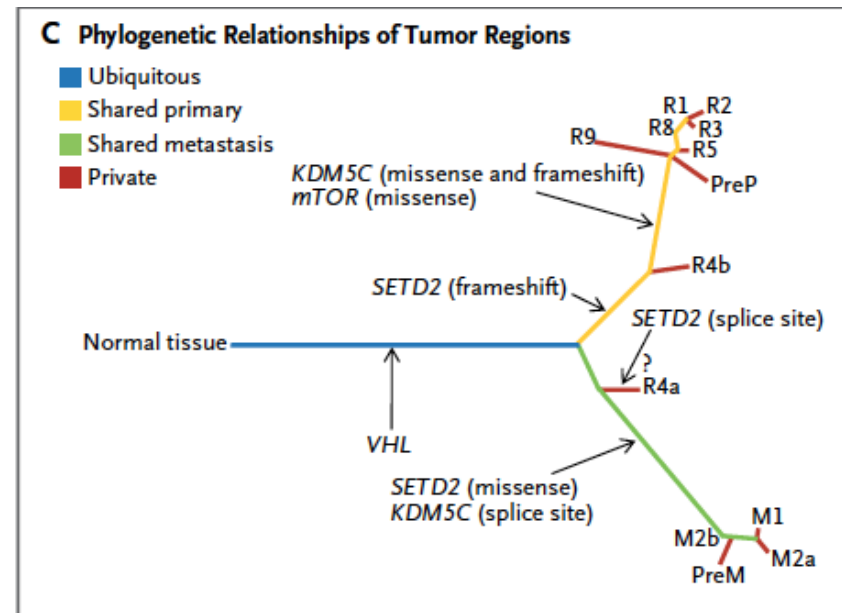 C Phylogenetic Relationships of Tumor Regions
Ubiquitous
Shared primary
Shared metastasis
Private
R1
R2
R8
R3
R9
R5
PreP
KDM5C (missense and frameshift)
mTOR (missense)
R4b
SETD2 (frameshift)
SETD2 (splice site)
Normal tissue
?
R4a
VHL
SETD2 (missense)
KDM5C (splice site)
M1
M2b
M2a
PreM